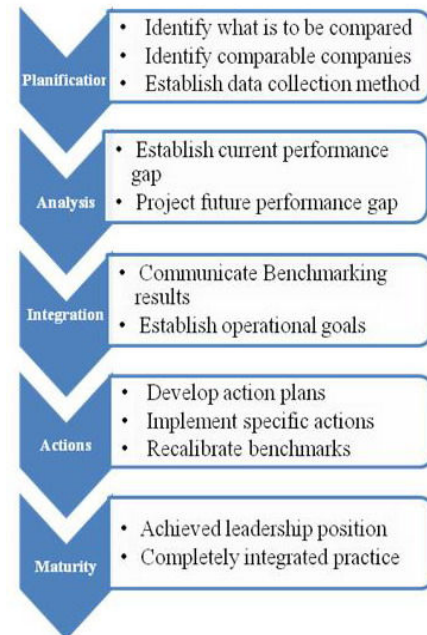 Planification
• Identify what is to be compared
• Identify comparable companies
• Establish data collection method
Analysis
• Establish current performance
gap
• Project future performance gap
Integration
• Communicate Benchmarking
results
• Establish operational goals
Actions
• Develop action plans
• Implement specific actions
• Recalibrate benchmarks
Maturity
• Achieved leadership position
• Completely integrated practice